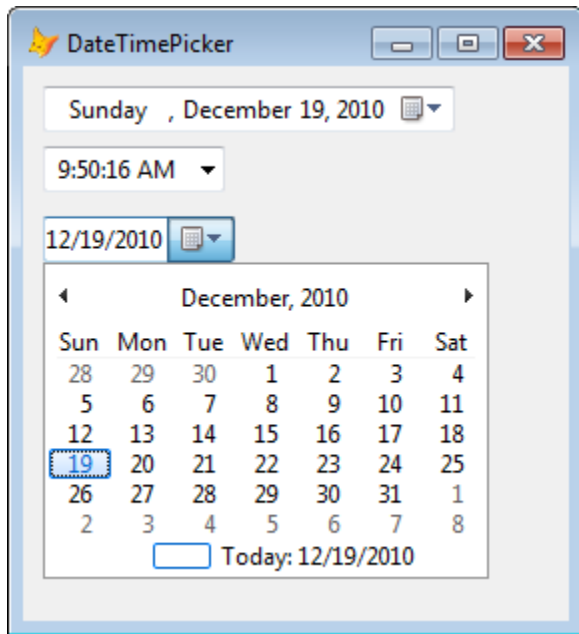 DateTimePicker
Sunday , December 19, 2010
9:50:16 AM
12/19/2010
December, 2010
Sun Mon Tue Wed Thu Fri Sat
28 29 30 1 2 3 4
5 6 7 8 9 10 11
12 13 14 15 16 17 18
19 20 21 22 23 24 25
26 27 28 29 30 31 1
2 3 4 5 6 7 8
Today: 12/19/2010